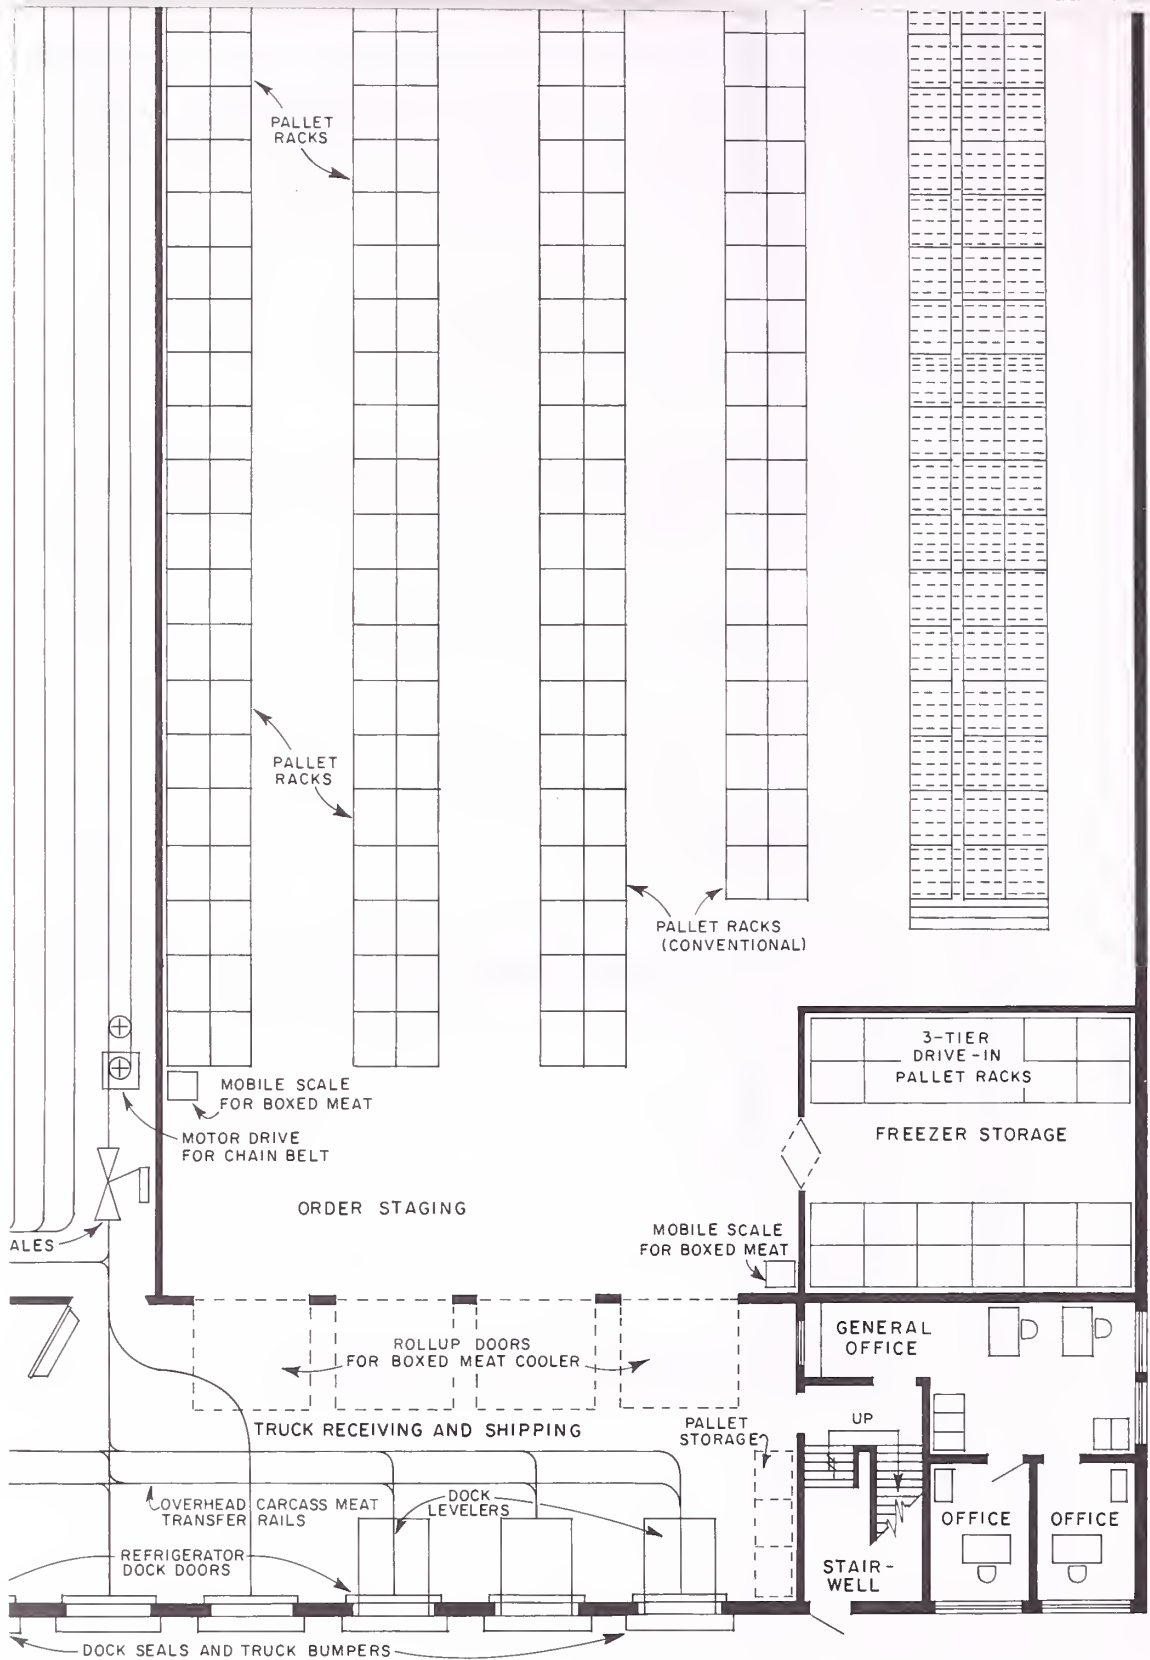 PALLET
RACKS
PALLET
RACKS
PALLET RACKS
(CONVENTIONAL)
3-TIER
DRIVE-IN
PALLET RACKS
MOBILE SCALE
FOR BOXED MEAT
MOTOR DRIVE
FOR CHAIN BELT
FREEZER STORAGE
ORDER STAGING
MOBILE SCALE
FOR BOXED MEAT
ALES
GENERAL
OFFICE
ROLLUP DOORS
FOR BOXED MEAT COOLER
TRUCK RECEIVING AND SHIPPING
PALLET
STORAGE
UP
OVERHEAD CARCASS MEAT
TRANSFER RAILS
DOCK
LEVELERS
OFFICE
OFFICE
REFRIGERATOR
DOCK DOORS
STAIR-
WELL
DOCK SEALS AND TRUCK BUMPERS